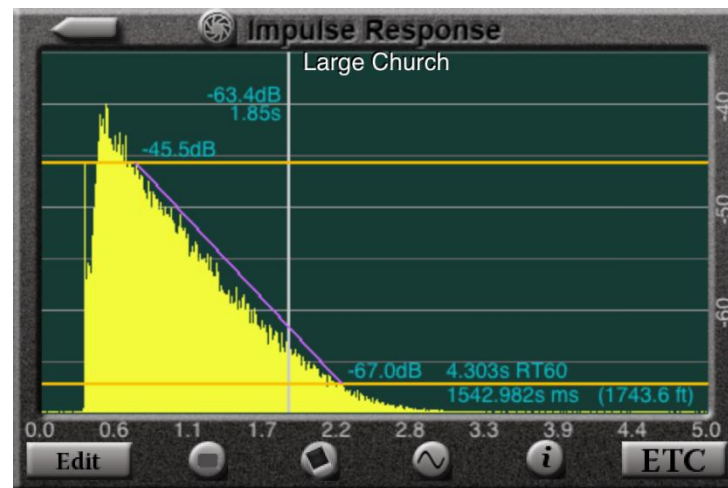 Impulse Response
Large Church
-63.4dB
1.85s
-40
-45.5dB
-50
-60
-67.0dB 4.303s RT60
1542.982s ms (1743.6 ft)
0.0 0.6 1.1 1.7 2.2 2.8 3.3 3.9 4.4 5.0
Edit i ETC